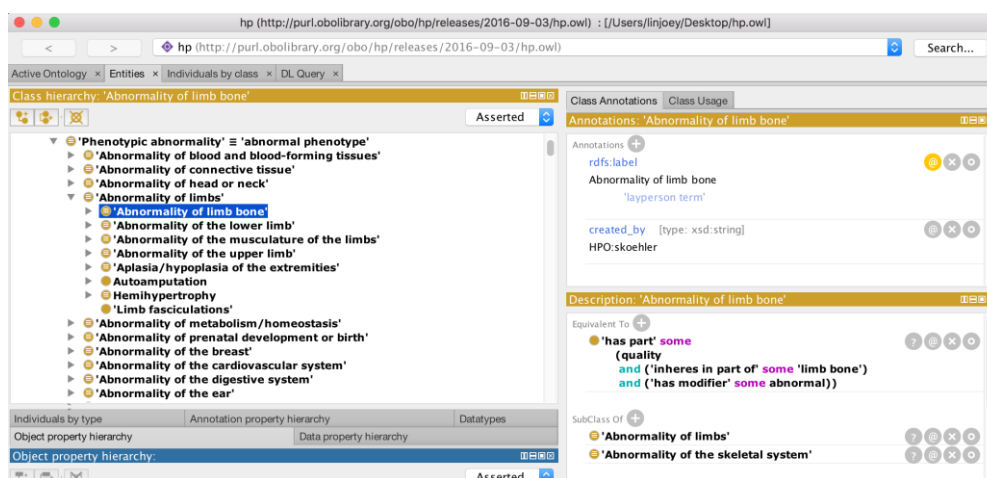 hp (http://purl.obolibrary.org/obo/hp/releases/2016-09-03/hp.owl) : [/Users/linjoey/Desktop/hp.owl]
< > hp (http://purl.obolibrary.org/obo/hp/releases/2016-09-03/hp.owl) Search...
Active Ontology × Entities × Individuals by class × DL Query ×
Class hierarchy: 'Abnormality of limb bone'
Asserted
'Phenotypic abnormality' ≡ 'abnormal phenotype'
'Abnormality of blood and blood-forming tissues'
'Abnormality of connective tissue'
'Abnormality of head or neck'
'Abnormality of limbs'
'Abnormality of limb bone'
'Abnormality of the lower limb'
'Abnormality of the musculature of the limbs'
'Abnormality of the upper limb'
'Aplasia/hypoplasia of the extremities'
Autoamputation
Hemihypertrophy
'Limb fasciculations'
'Abnormality of metabolism/homeostasis'
'Abnormality of prenatal development or birth'
'Abnormality of the breast'
'Abnormality of the cardiovascular system'
'Abnormality of the digestive system'
'Abnormality of the ear'
Individuals by type Annotation property hierarchy Datatypes
Object property hierarchy Data property hierarchy
Object property hierarchy:
Asserted
Class Annotations Class Usage
Annotations: 'Abnormality of limb bone'
Annotations +
rdfs:label @ ×
Abnormality of limb bone
'layperson term'
created_by [type: xsd:string] @ ×
HPO:skoehler
Description: 'Abnormality of limb bone'
Equivalent To +
'has part' some ? @ ×
(quality
and ('inheres in part of' some 'limb bone')
and ('has modifier' some abnormal))
SubClass Of +
'Abnormality of limbs' ? @ ×
'Abnormality of the skeletal system' ? @ ×